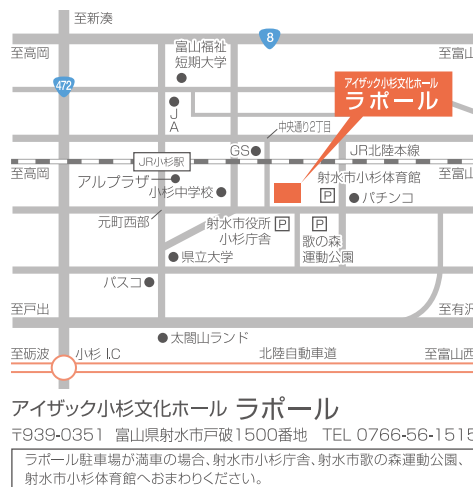 至新湊
8
至高岡
富山福祉
短期大学
至富山
アイザック小杉文化ホール
ラポール
472
JA
中央通り2丁目
GS
JR北陸本線
JR小杉駅
至高岡
アルプラザ
小杉中学校
射水市小杉体育館
P
パチンコ
至富山
元町西部
射水市役所
小杉庁舎
P
P
歌の森
運動公園
県立大学
パスコ
至戸出
至有沢
太閤山ランド
至砺波
小杉 I.C
北陸自動車道
至富山西
アイザック小杉文化ホール ラポール
〒939-0351 富山県射水市戸破1500番地 TEL 0766-56-1515
ラポール駐車場が満車の場合、射水市小杉庁舎、射水市歌の森運動公園、
射水市小杉体育館へおまわりください。